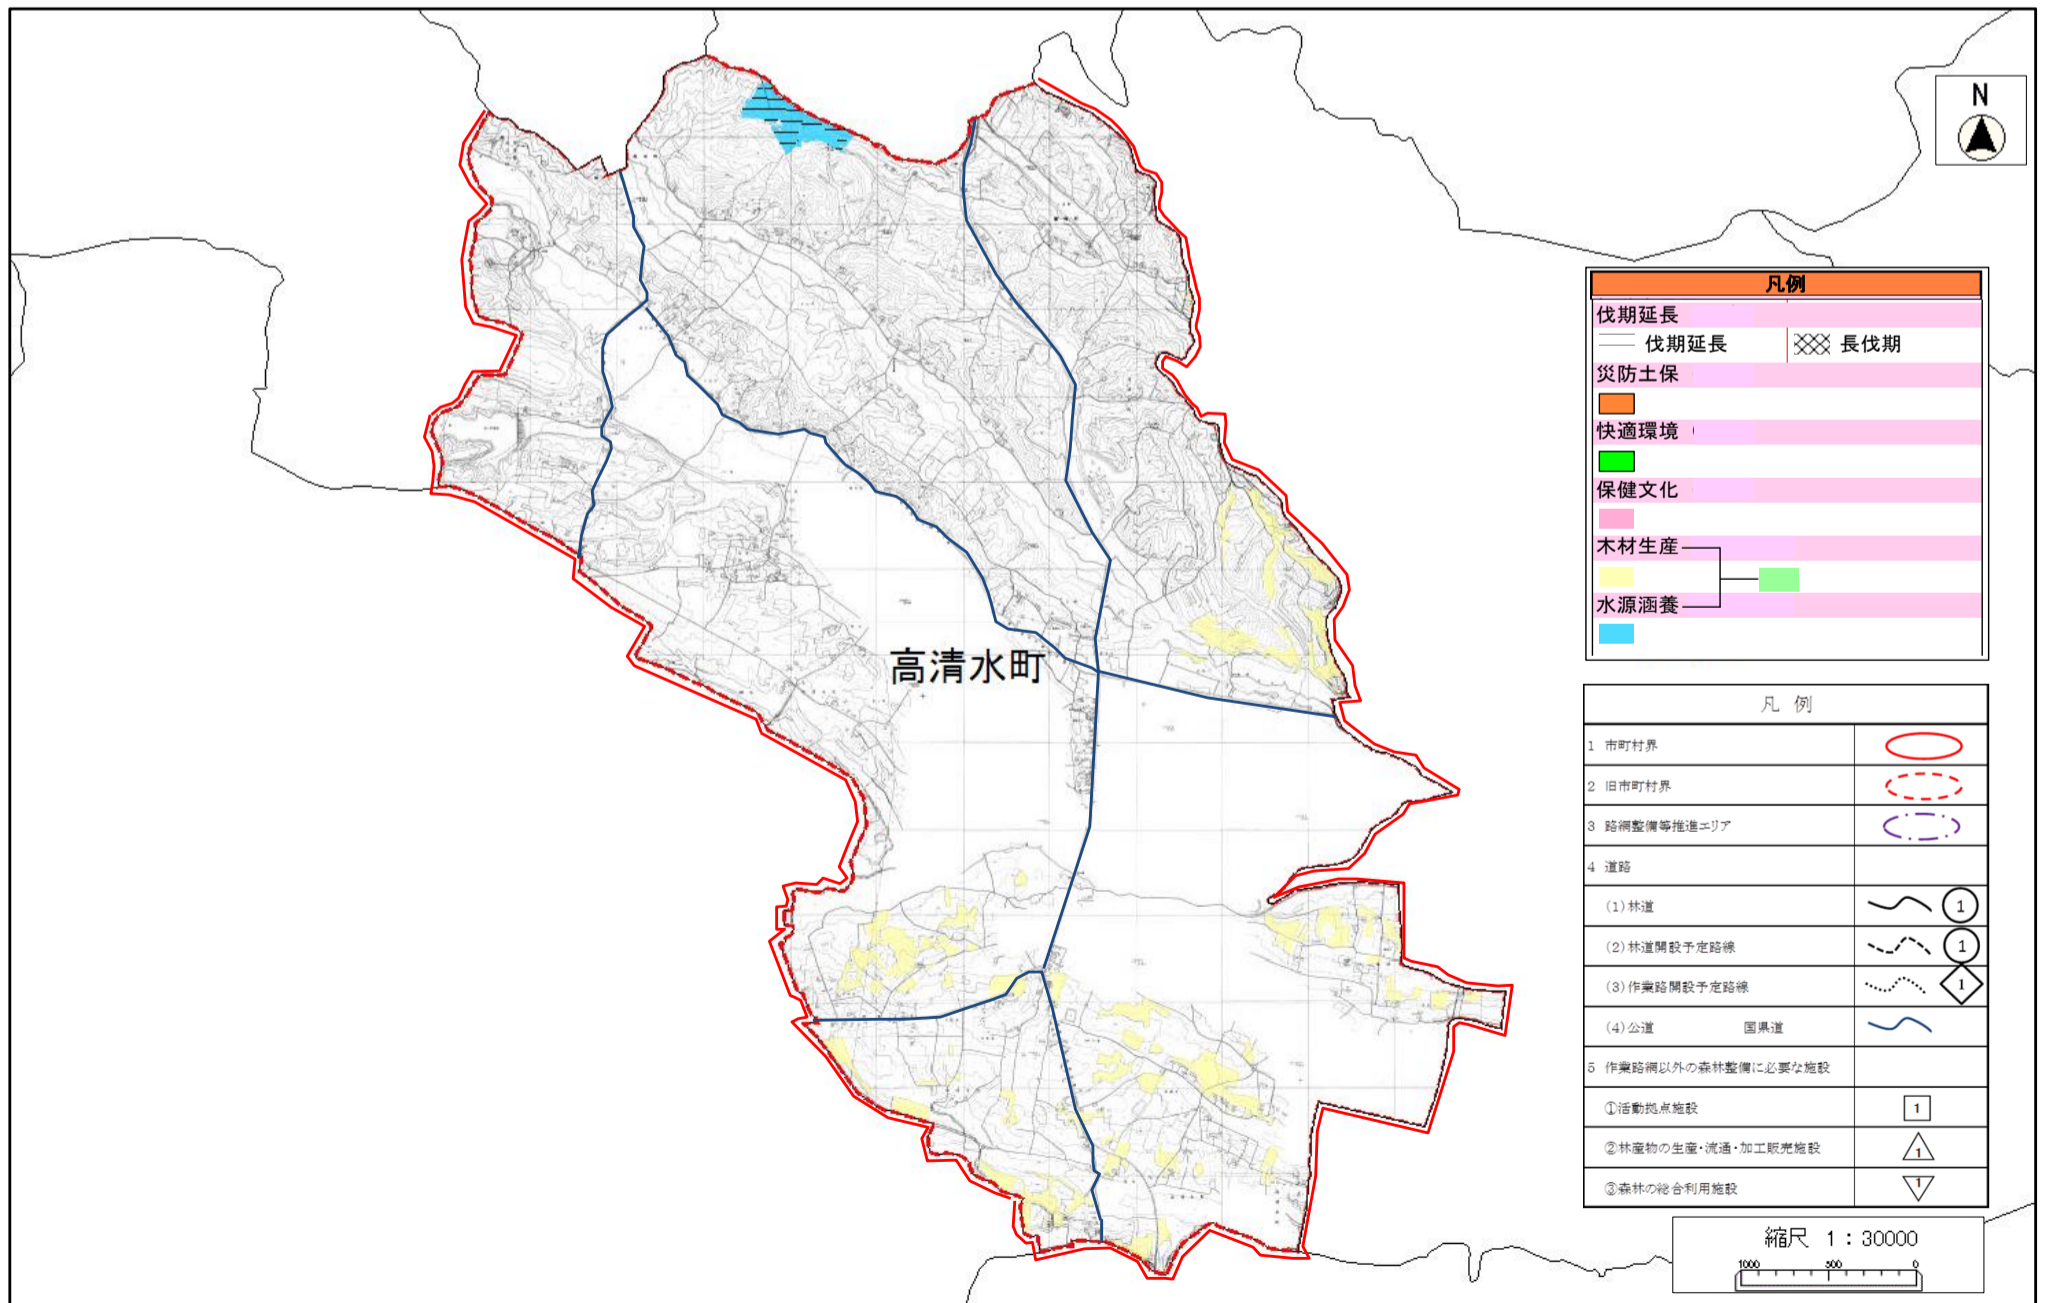 N
凡例
伐期延長
伐期延長
長伐期
災防土保
快適環境
保健文化
木材生産
水源涵養
高清水町
凡 例
1 市町村界
2 旧市町村界
3 路網整備等推進エリア
4 道路
(1)林道
1
(2)林道開設予定路線
1
(3)作業路開設予定路線
1
(4)公道 国県道
5 作業路網以外の森林整備に必要な施設
①活動拠点施設
1
②林産物の生産・流通・加工販売施設
1
③森林の総合利用施設
1
縮尺 1：30000
1000 500 0